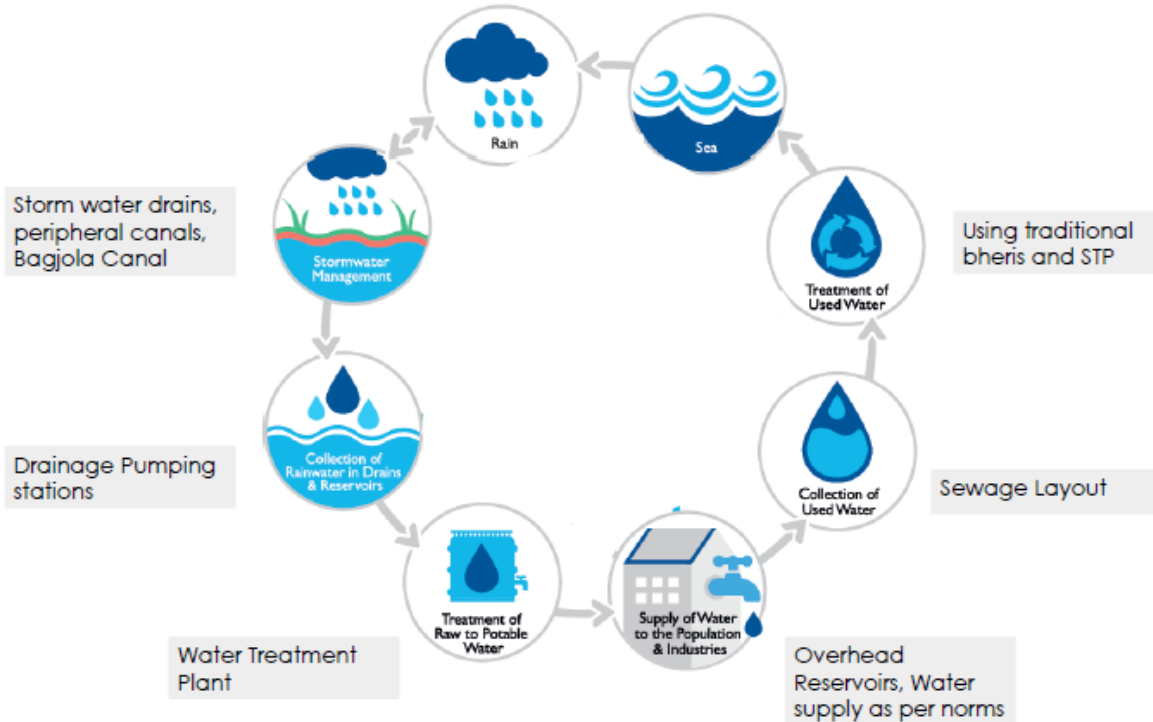 Rain
Sea
Storm water drains,
peripheral canals,
Bagjola Canal
Stormwater
Management
Treatment of
Used Water
Using traditional
bheris and STP
Drainage Pumping
stations
Collection of
Rainwater in Drains
& Reservoirs
Collection of
Used Water
Sewage Layout
Treatment of
Raw to Potable
Water
Supply of Water
to the Population
& Industries
Water Treatment
Plant
Overhead
Reservoirs, Water
supply as per norms